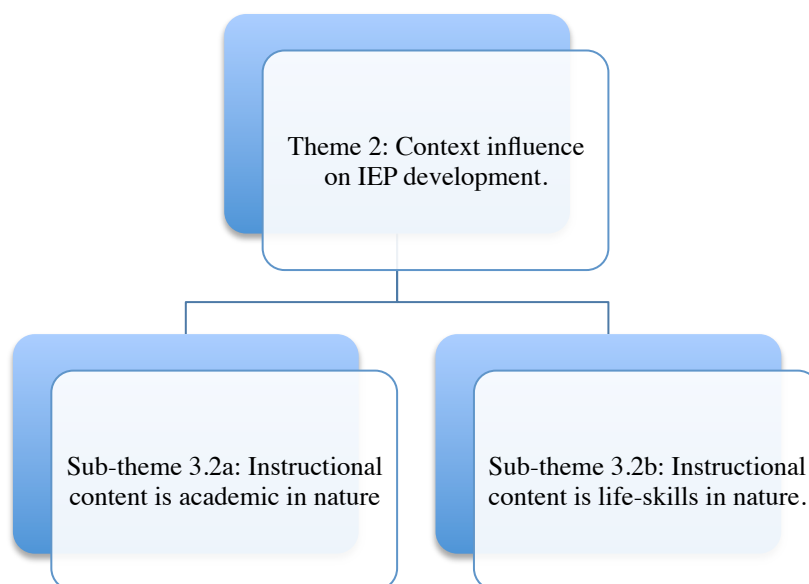 Theme 2: Context influence
on IEP development.
Sub-theme 3.2a: Instructional
content is academic in nature
Sub-theme 3.2b: Instructional
content is life-skills in nature.